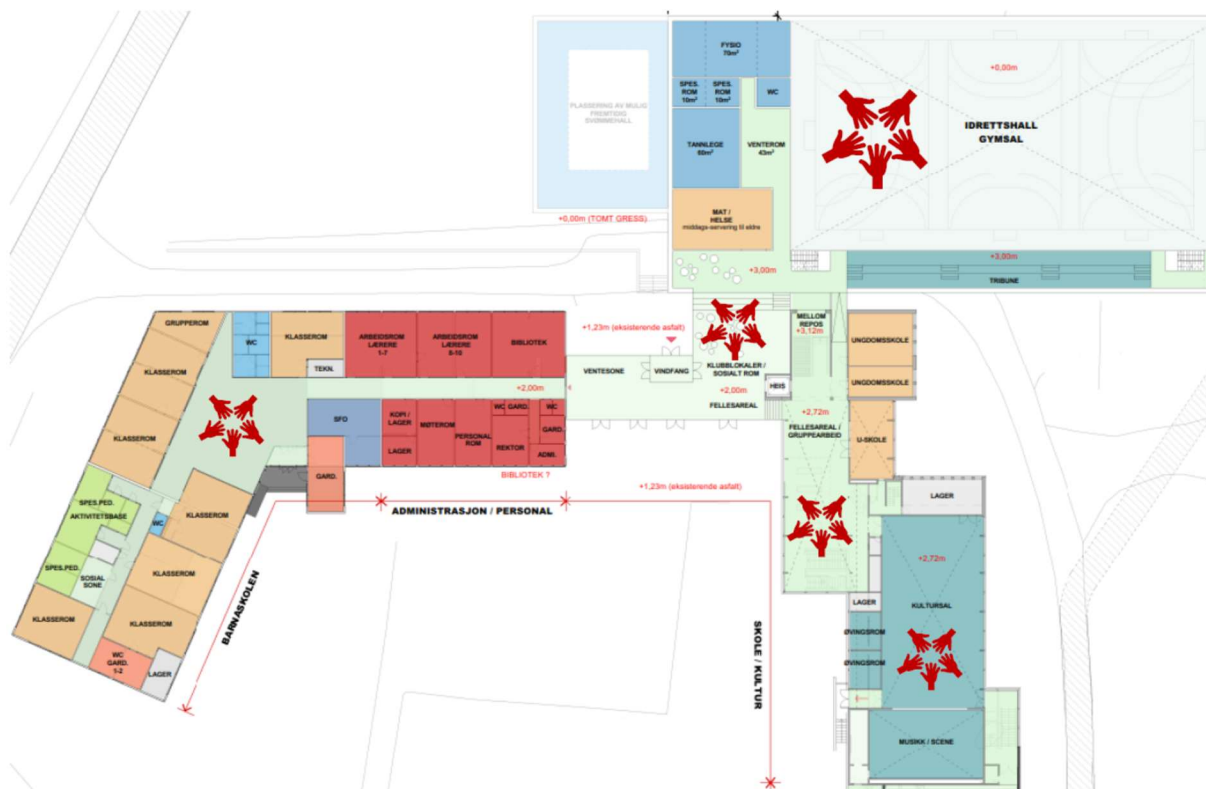 FYSIO
70m²
SPES.
ROM
10m²
SPES.
ROM
10m²
WC
+0,00m
IDRETTSHALL
GYMSAL
PLASSERING AV MULIG
FREMTIDIG
SVØMMEHALL
TANNLEGE
60m²
VENTEROM
43m²
MAT /
HELSE
middags-servering til eldre
+0,00m (TOMT GRESS)
+3,00m
+3,00m
TRIBUNE
GRUPPEROM
WC
KLASSEROM
TEKN.
ARBEIDSROM
LÆRERE
1-7
ARBEIDSROM
LÆRERE
8-10
BIBLIOTEK
+1,23m (eksisterende asfalt)
MELLOM
REPOS
+3,12m
UNGDOMSSKOLE
UNGDOMSSKOLE
KLASSEROM
+2,00m
VENTESONE
VINDFANG
KLUBBLOKALER /
SOSIALT ROM
+2,00m
HEIS
FELLESAREAL
KLASSEROM
SFO
KOPI /
LAGER
LAGER
MØTEROM
PERSONAL
ROM
WC
GARD.
REKTOR
WC
GARD.
ADMI.
+2,72m
FELLESAREAL /
GRUPPEARBEID
U-SKOLE
GARD.
BIBLIOTEK ?
+1,23m (eksisterende asfalt)
ADMINISTRASJON / PERSONAL
LAGER
SPES.PED.
AKTIVITETSBASE
WC
KLASSEROM
SPES.PED.
SOSIAL
SONE
KLASSEROM
KLASSEROM
KLASSEROM
WC
GARD.
1-2
LAGER
BARNASKOLEN
SKOLE / KULTUR
+2,72m
KULTURSAL
LAGER
ØVINGSROM
ØVINGSROM
MUSIKK / SCENE